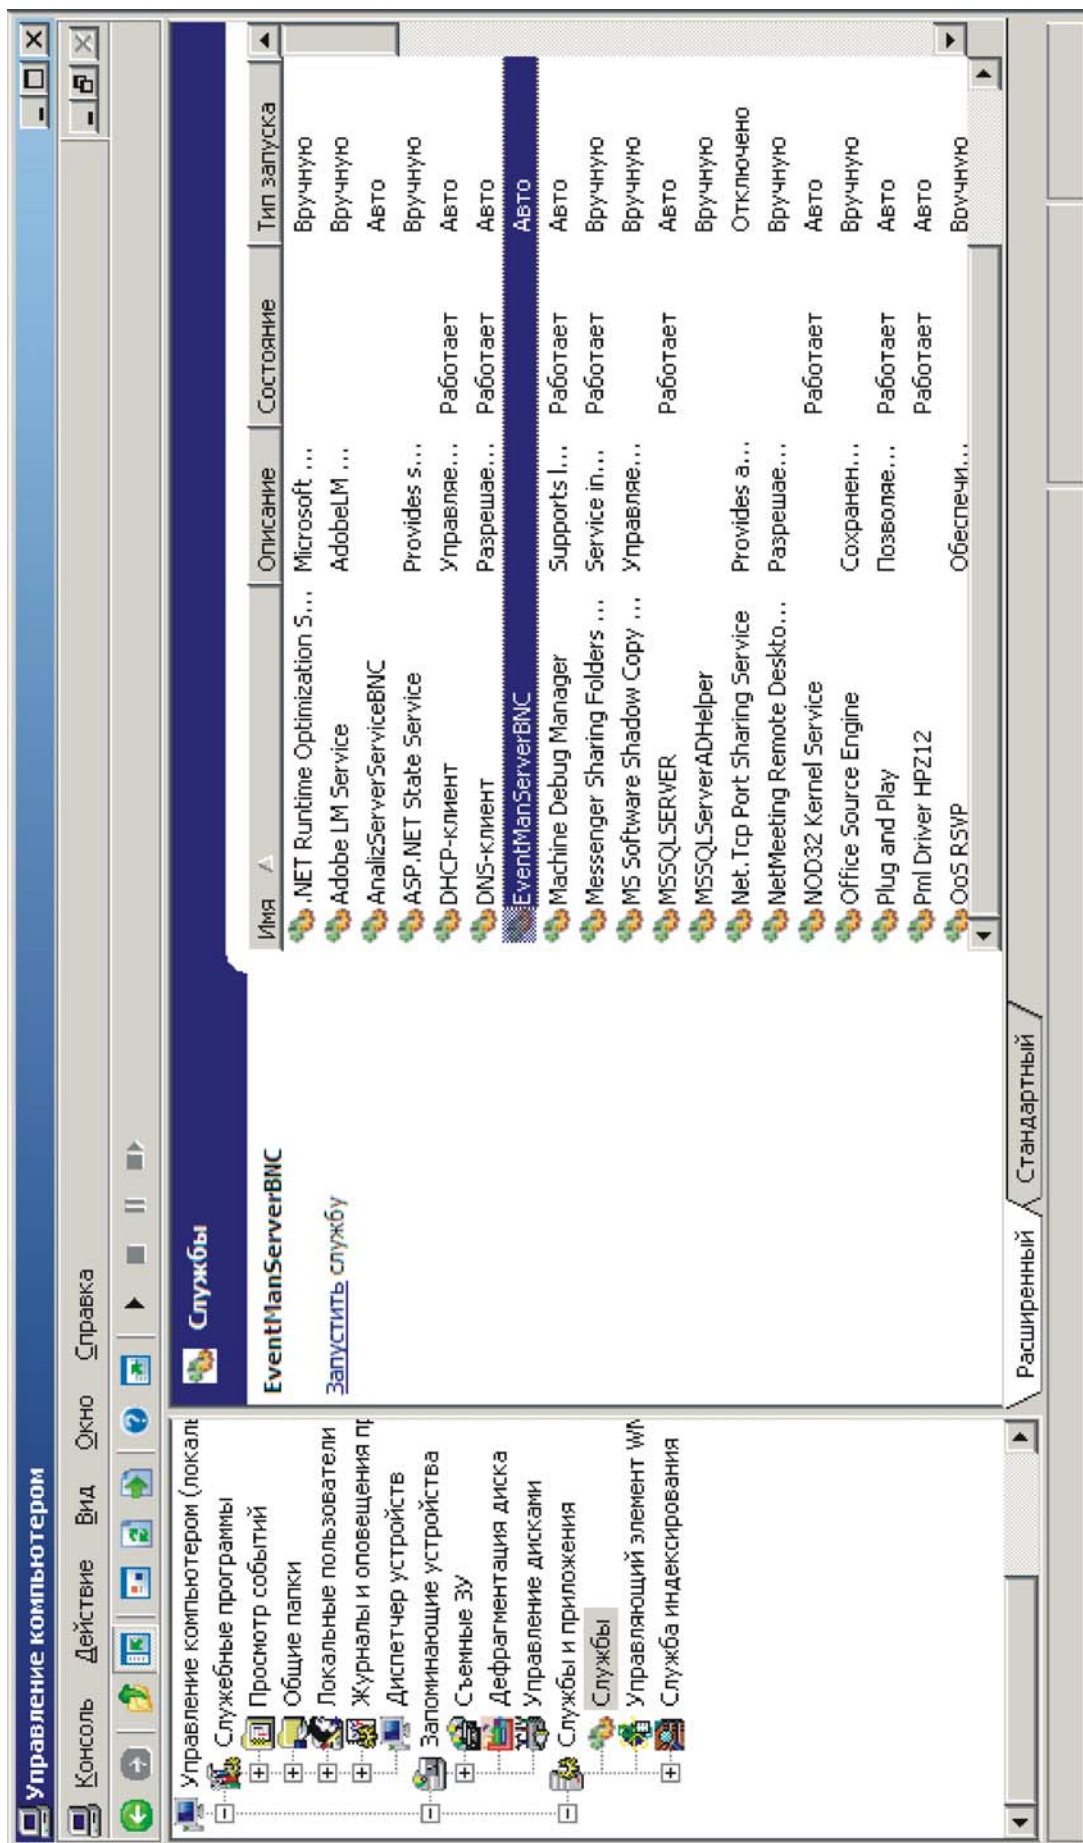 Управление компьютером
Консоль Действие Вид Окно Справка
Управление компьютером (локаль
Служебные программы
Просмотр событий
Общие папки
Локальные пользователи
Журналы и оповещения пр
Диспетчер устройств
Запоминающие устройства
Съемные ЗУ
Дефрагментация диска
Управление дисками
Службы и приложения
Службы
Управляющий элемент WM
Служба индексирования
Службы
EventManServerBNC
Запустить службу
Имя Описание Состояние Тип запуска
.NET Runtime Optimization S... Microsoft ... Вручную
Adobe LM Service AdobeLM ... Вручную
AnalizServerServiceBNC Авто
ASP.NET State Service Provides s... Вручную
DHCP-клиент Управляе... Работает Авто
DNS-клиент Разрешае... Работает Авто
EventManServerBNC Авто
Machine Debug Manager Supports l... Работает Авто
Messenger Sharing Folders ... Service in... Работает Вручную
MS Software Shadow Copy ... Управляе... Вручную
MSSQLSERVER Работает Авто
MSSQLServerADHelper Вручную
Net.Tcp Port Sharing Service Provides a... Отключено
NetMeeting Remote Deskto... Разрешае... Вручную
NOD32 Kernel Service Работает Авто
Office Source Engine Сохранен... Вручную
Plug and Play Позволяе... Работает Авто
Pml Driver HPZ12 Работает Авто
QoS RSVP Обеспечи... Вручную
Расширенный Стандартный